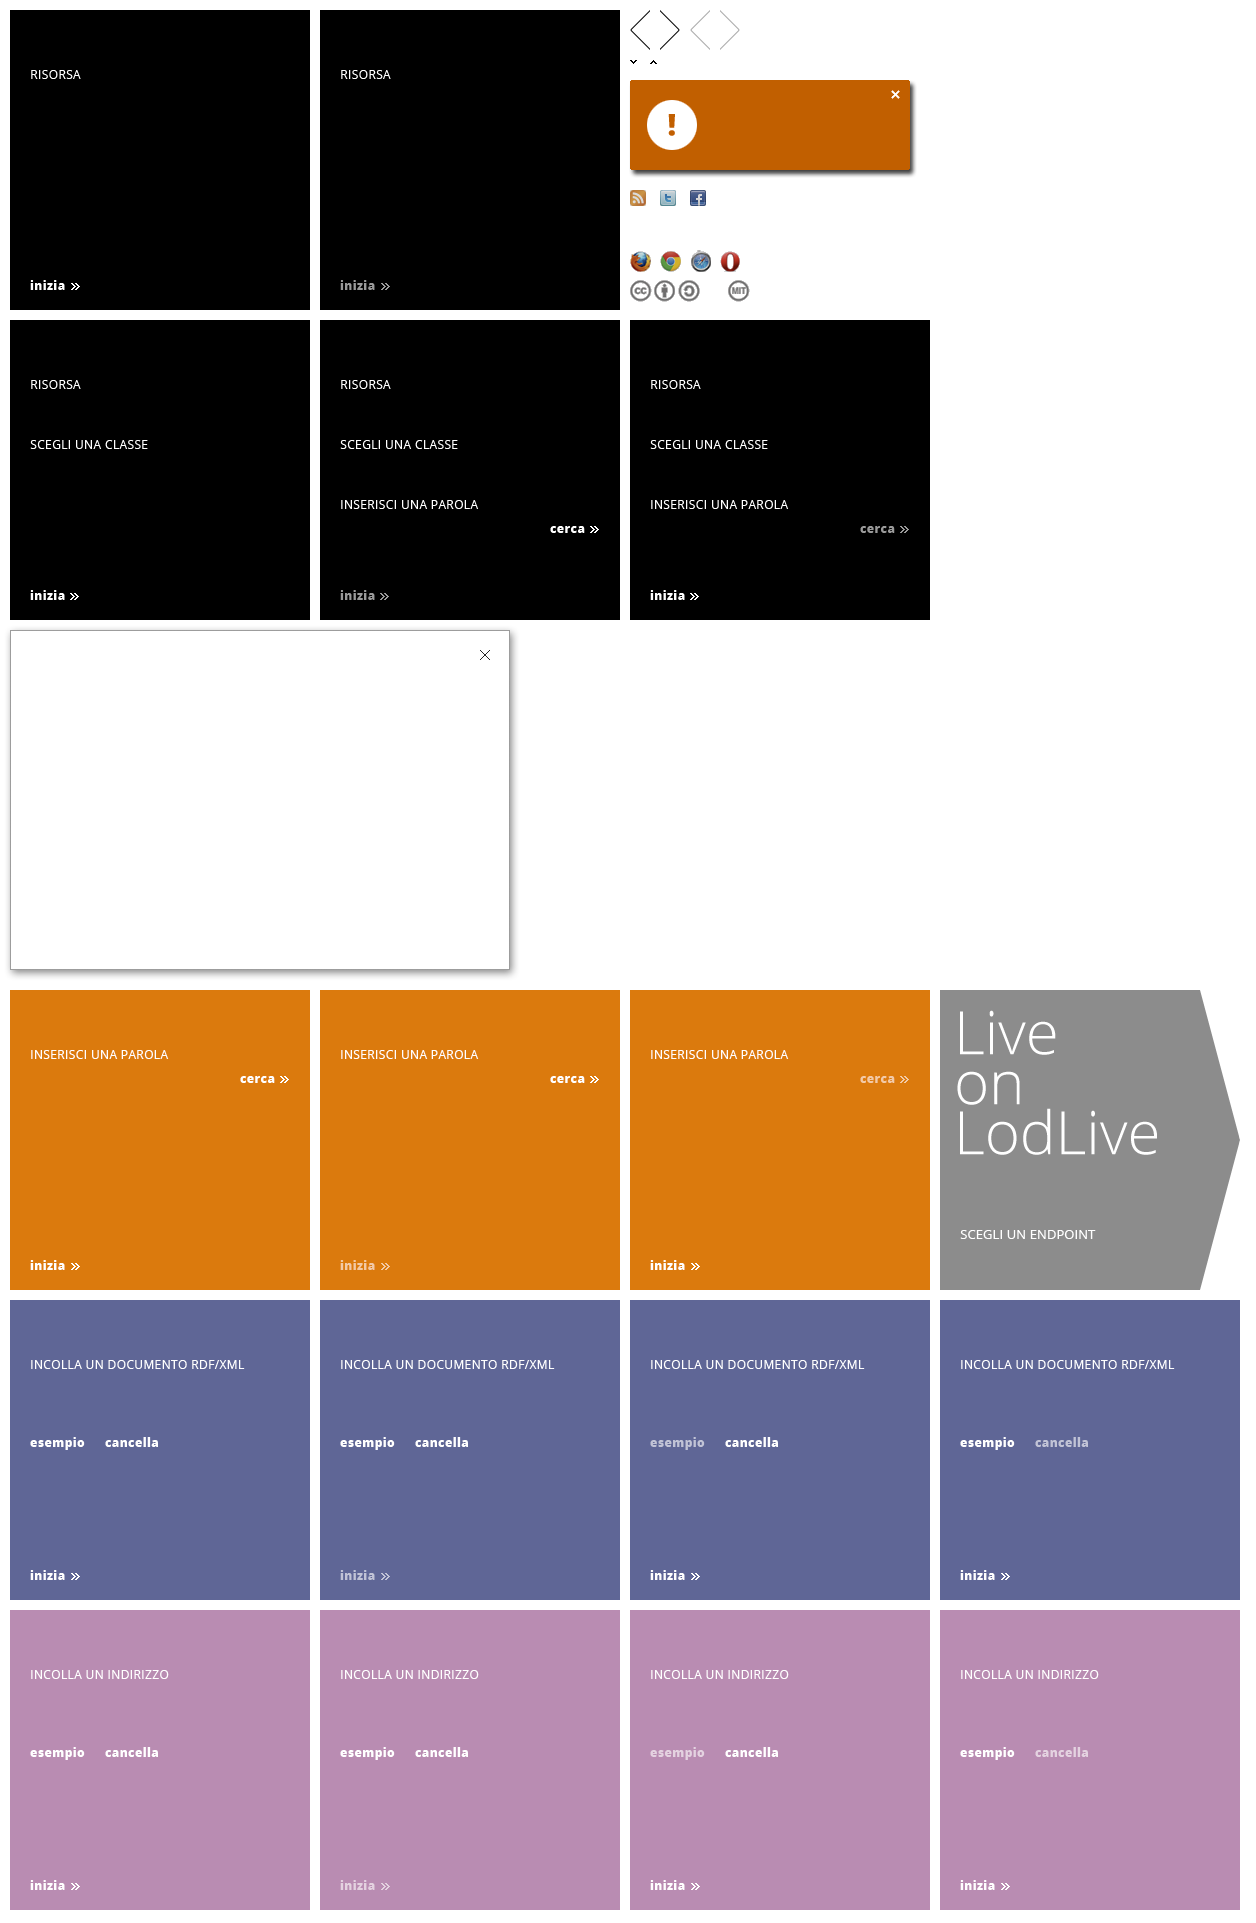 RISORSA
RISORSA
!
inizia »
inizia »
CC
MIT
RISORSA
RISORSA
RISORSA
SCEGLI UNA CLASSE
SCEGLI UNA CLASSE
SCEGLI UNA CLASSE
INSERISCI UNA PAROLA
INSERISCI UNA PAROLA
cerca »
cerca »
inizia »
inizia »
inizia »
INSERISCI UNA PAROLA
cerca »
inizia »
INSERISCI UNA PAROLA
cerca »
inizia »
INSERISCI UNA PAROLA
cerca »
inizia »
Live
on
LodLive
SCEGLI UN ENDPOINT
INCOLLA UN DOCUMENTO RDF/XML
esempio cancella
inizia »
INCOLLA UN DOCUMENTO RDF/XML
esempio cancella
inizia »
INCOLLA UN DOCUMENTO RDF/XML
esempio cancella
inizia »
INCOLLA UN DOCUMENTO RDF/XML
esempio cancella
inizia »
INCOLLA UN INDIRIZZO
esempio cancella
inizia »
INCOLLA UN INDIRIZZO
esempio cancella
inizia »
INCOLLA UN INDIRIZZO
esempio cancella
inizia »
INCOLLA UN INDIRIZZO
esempio cancella
inizia »